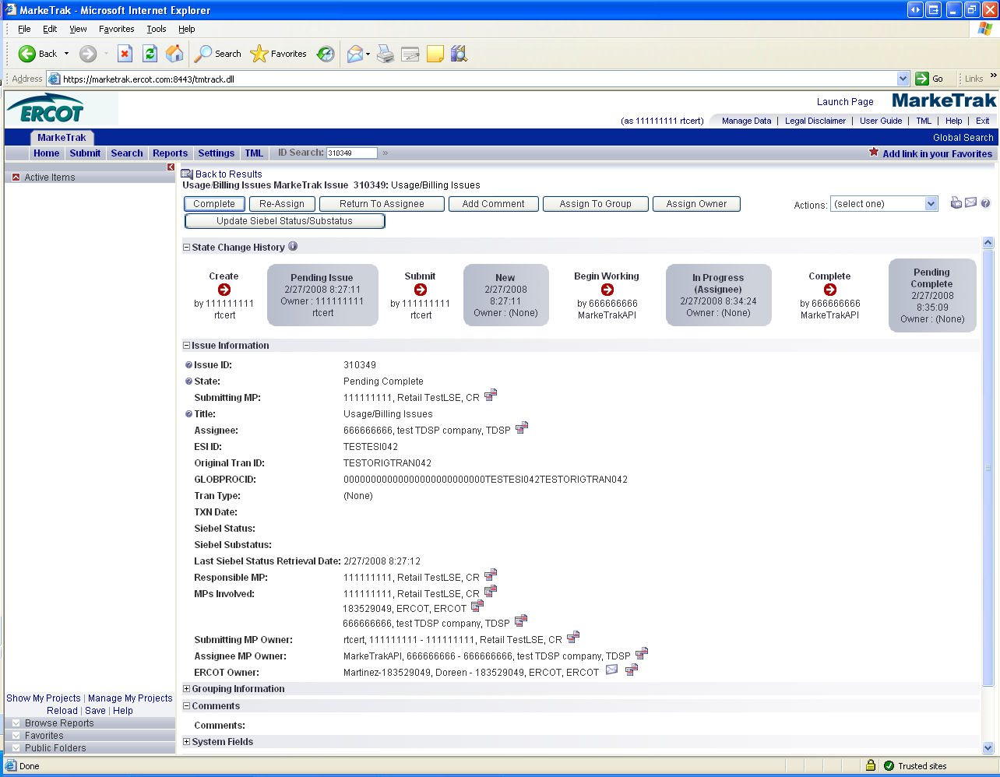 MarkeTrak - Microsoft Internet Explorer
File Edit View Favorites Tools Help
Back Search Favorites
Address https://marketrak.ercot.com:8443/tmtrack.dll Go Links »
ERCOT
Launch Page MarkeTrak
(as 111111111 rtcert) Manage Data | Legal Disclaimer | User Guide | TML | Help | Exit
MarkeTrak Global Search
Home Submit Search Reports Settings TML ID Search: 310349 » Add link in your Favorites
Active Items
Back to Results
Usage/Billing Issues MarkeTrak Issue 310349: Usage/Billing Issues
Complete Re-Assign Return To Assignee Add Comment Assign To Group Assign Owner Actions: (select one)
Update Siebel Status/Substatus
State Change History
Create
by 111111111
rtcert
Pending Issue
2/27/2008 8:27:11
Owner : 111111111
rtcert
Submit
by 111111111
rtcert
New
2/27/2008
8:27:11
Owner : (None)
Begin Working
by 666666666
MarkeTrakAPI
In Progress
(Assignee)
2/27/2008 8:34:24
Owner : (None)
Complete
by 666666666
MarkeTrakAPI
Pending
Complete
2/27/2008
8:35:09
Owner : (None)
Issue Information
Issue ID: 310349
State: Pending Complete
Submitting MP: 111111111, Retail TestLSE, CR
Title: Usage/Billing Issues
Assignee: 666666666, test TDSP company, TDSP
ESI ID: TESTESI042
Original Tran ID: TESTORIGTRAN042
GLOBPROCID: 00000000000000000000000000TESTESI042TESTORIGTRAN042
Tran Type: (None)
TXN Date:
Siebel Status:
Siebel Substatus:
Last Siebel Status Retrieval Date: 2/27/2008 8:27:12
Responsible MP: 111111111, Retail TestLSE, CR
MPs Involved: 111111111, Retail TestLSE, CR
183529049, ERCOT, ERCOT
666666666, test TDSP company, TDSP
Submitting MP Owner: rtcert, 111111111 - 111111111, Retail TestLSE, CR
Assignee MP Owner: MarkeTrakAPI, 666666666 - 666666666, test TDSP company, TDSP
ERCOT Owner: Martinez-183529049, Doreen - 183529049, ERCOT, ERCOT
Grouping Information
Comments
Comments:
System Fields
Show My Projects | Manage My Projects
Reload | Save | Help
Browse Reports
Favorites
Public Folders
Done Trusted sites